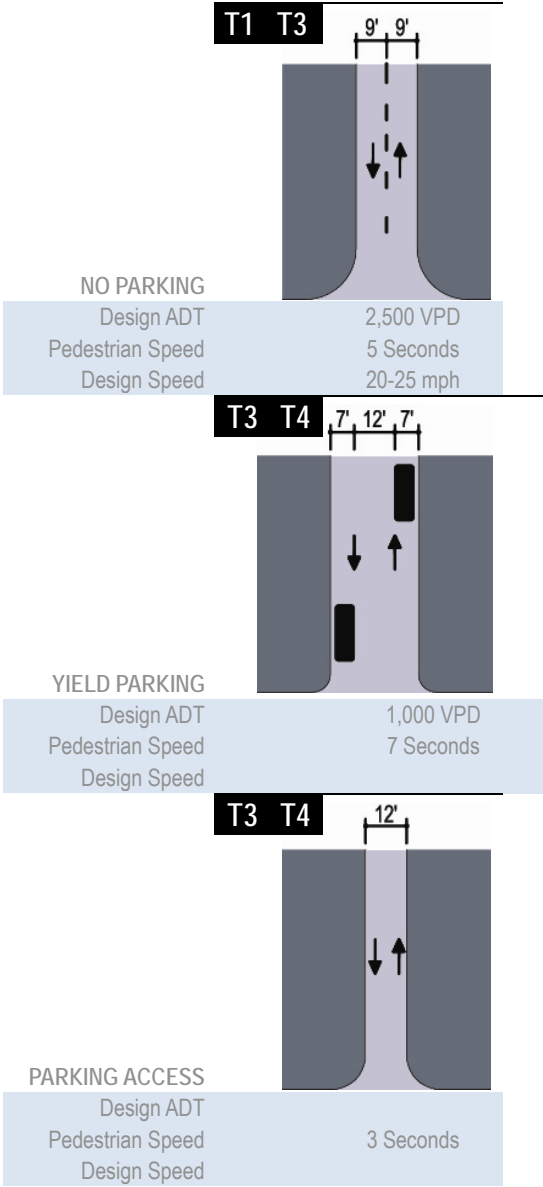 T1 T3
9' 9'
NO PARKING
Design ADT 2,500 VPD
Pedestrian Speed 5 Seconds
Design Speed 20-25 mph
T3 T4
7' 12' 7'
YIELD PARKING
Design ADT 1,000 VPD
Pedestrian Speed 7 Seconds
Design Speed
T3 T4
12'
PARKING ACCESS
Design ADT
Pedestrian Speed 3 Seconds
Design Speed